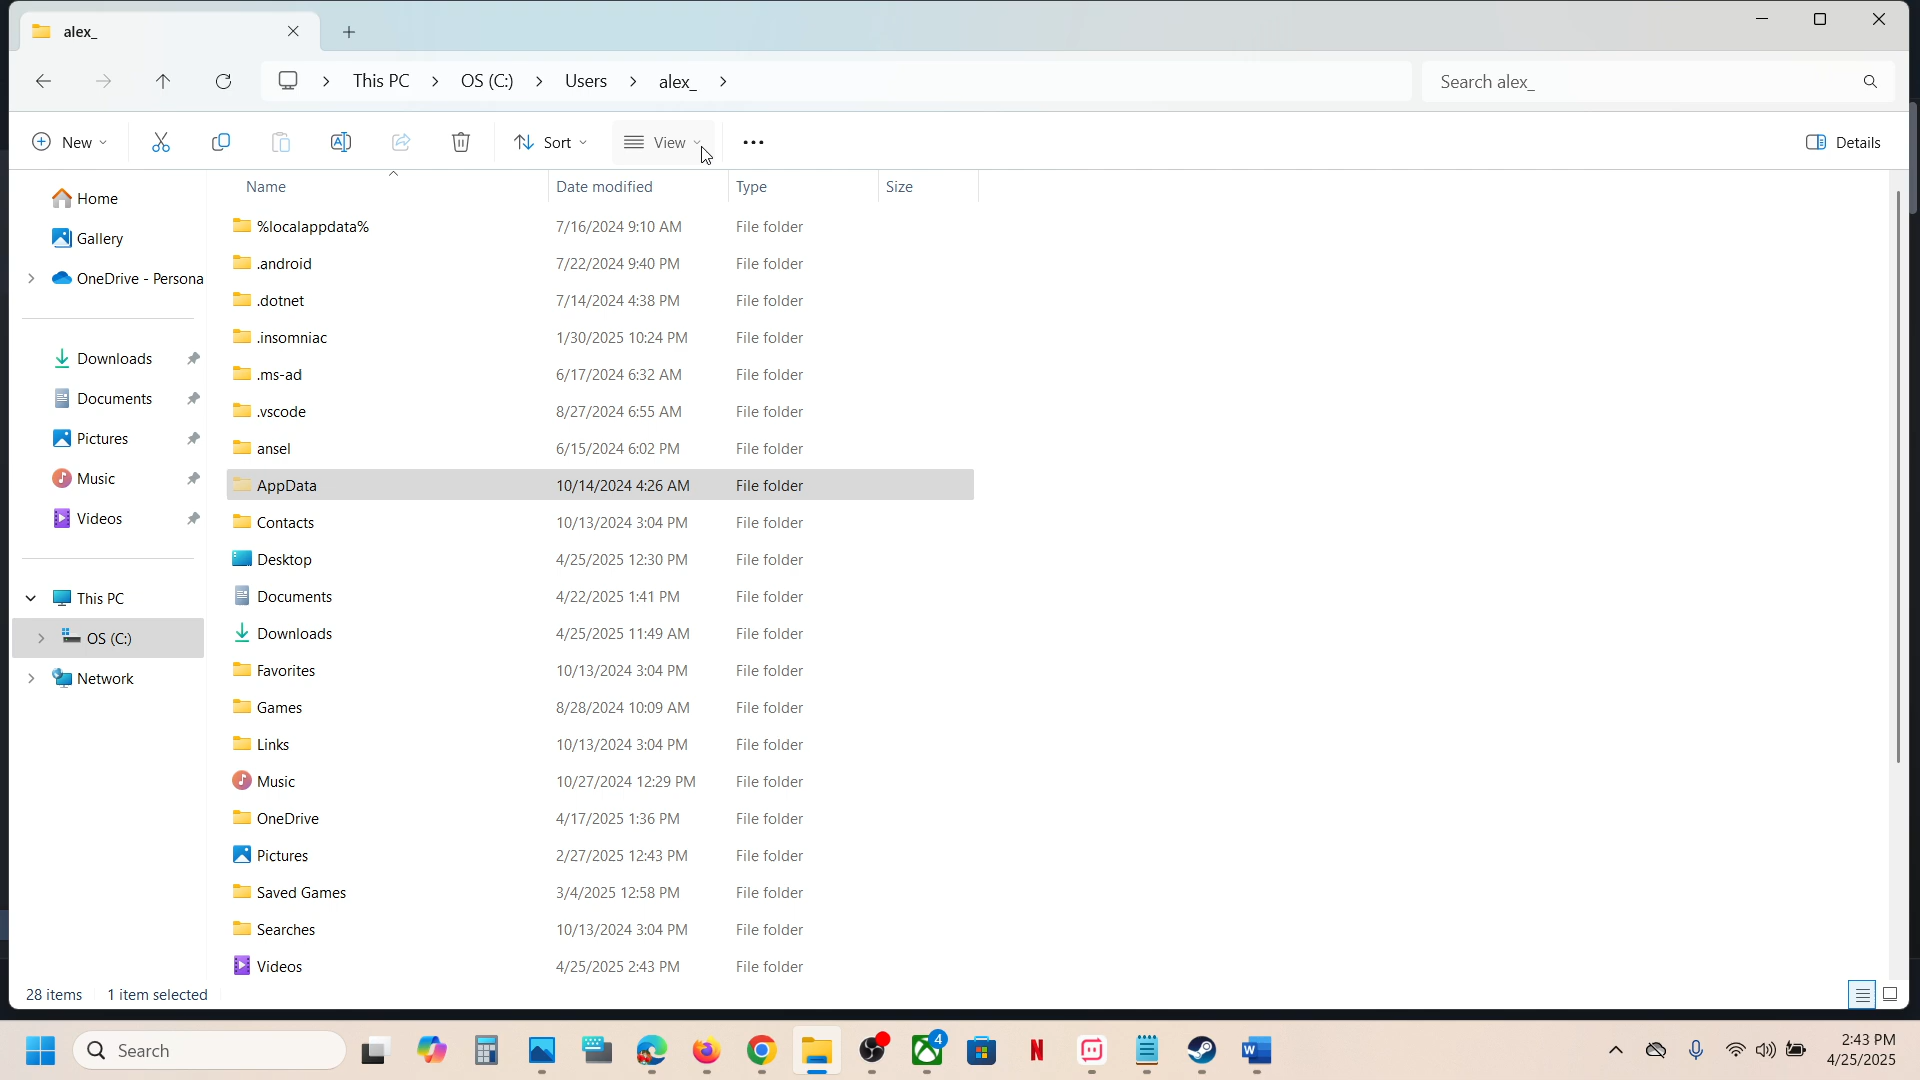 alex_
This PC > OS (C:) > Users > alex_ >
Search alex_
New
Sort
View
Details
Name
Date modified
Type
Size
Home
Gallery
OneDrive - Persona
Downloads
Documents
Pictures
Music
Videos
This PC
OS (C:)
Network
%localappdata% 7/16/2024 9:10 AM File folder
.android 7/22/2024 9:40 PM File folder
.dotnet 7/14/2024 4:38 PM File folder
.insomniac 1/30/2025 10:24 PM File folder
.ms-ad 6/17/2024 6:32 AM File folder
.vscode 8/27/2024 6:55 AM File folder
ansel 6/15/2024 6:02 PM File folder
AppData 10/14/2024 4:26 AM File folder
Contacts 10/13/2024 3:04 PM File folder
Desktop 4/25/2025 12:30 PM File folder
Documents 4/22/2025 1:41 PM File folder
Downloads 4/25/2025 11:49 AM File folder
Favorites 10/13/2024 3:04 PM File folder
Games 8/28/2024 10:09 AM File folder
Links 10/13/2024 3:04 PM File folder
Music 10/27/2024 12:29 PM File folder
OneDrive 4/17/2025 1:36 PM File folder
Pictures 2/27/2025 12:43 PM File folder
Saved Games 3/4/2025 12:58 PM File folder
Searches 10/13/2024 3:04 PM File folder
Videos 4/25/2025 2:43 PM File folder
28 items 1 item selected
Search
4
N
W
2:43 PM
4/25/2025